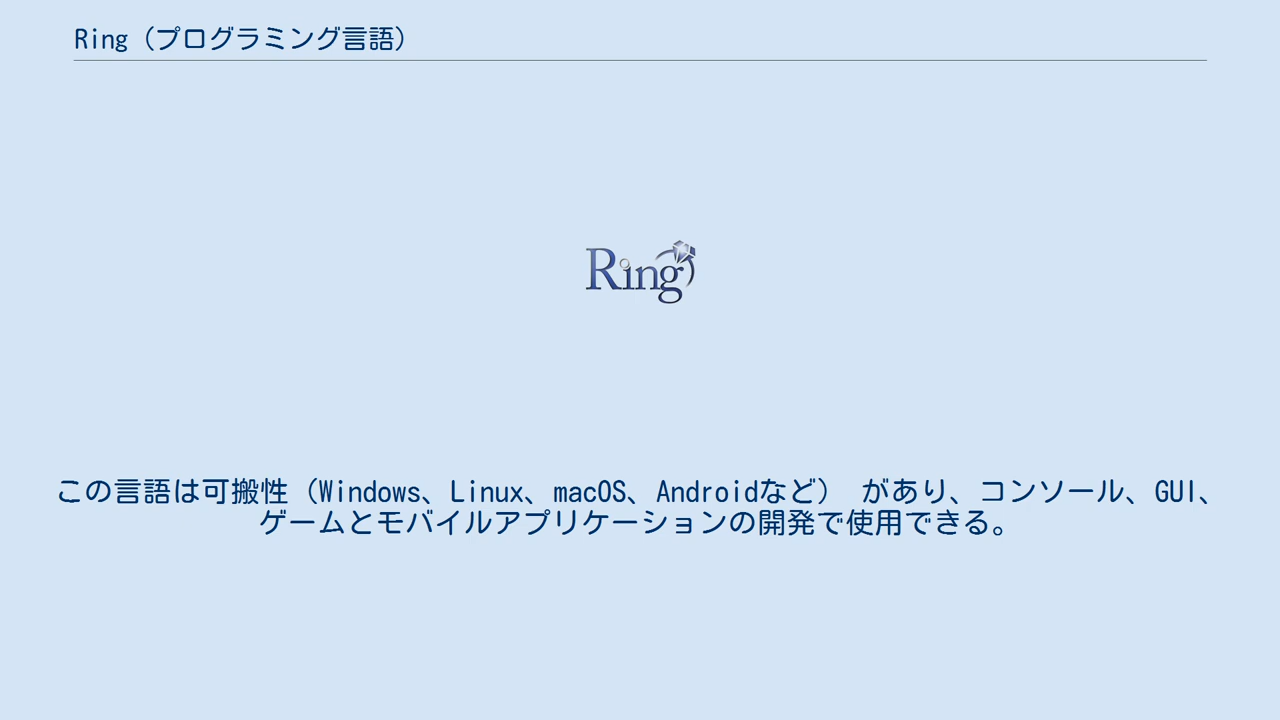 Ring（プログラミング言語）
Ring
この言語は可搬性（Windows、Linux、macOS、Androidなど） があり、コンソール、GUI、
ゲームとモバイルアプリケーションの開発で使用できる。